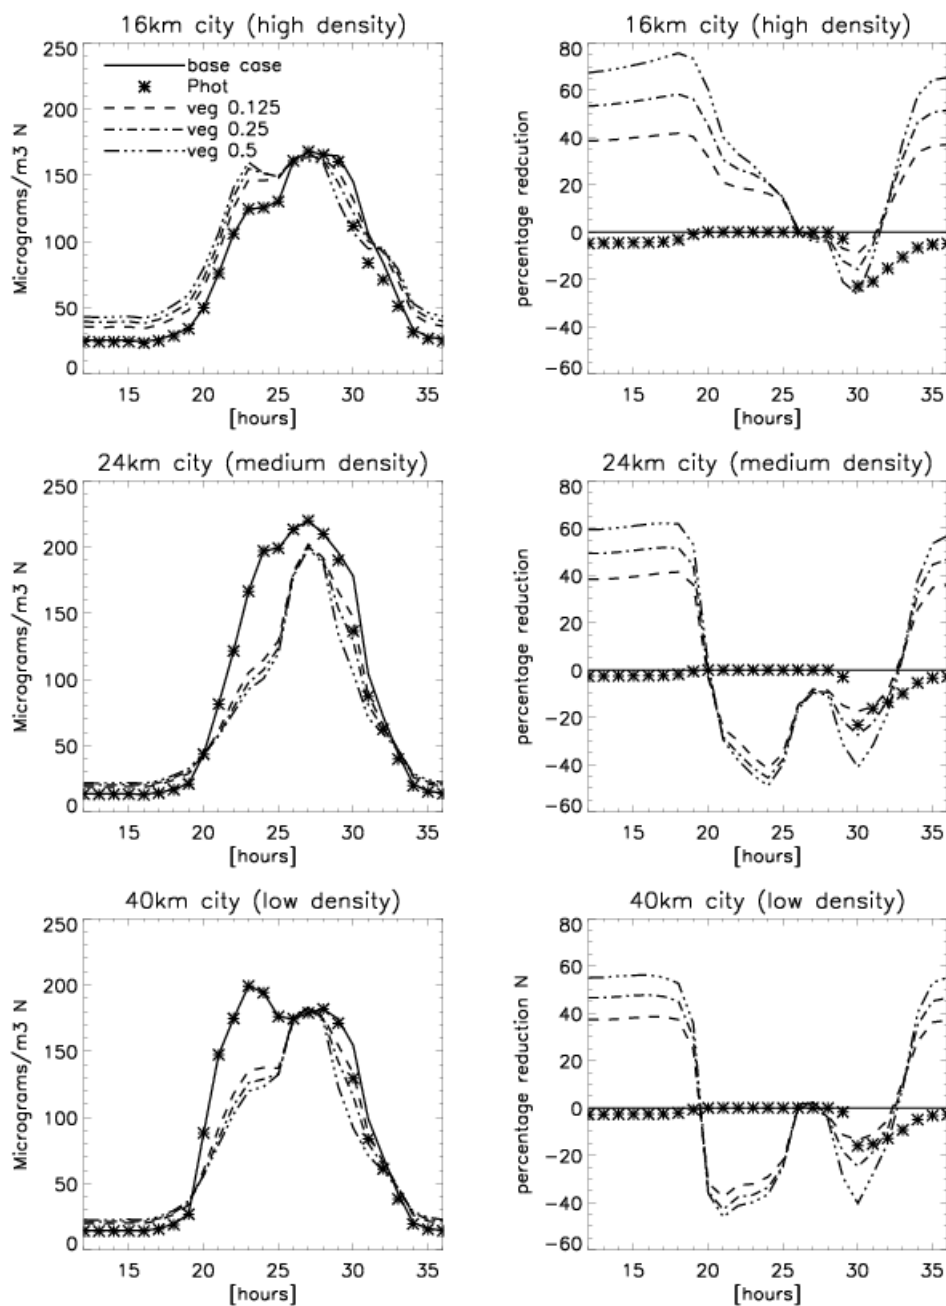 16km city (high density)
250
200
150
100
50
0
Micrograms/m3 N
base case
Phot
veg 0.125
veg 0.25
veg 0.5
15 20 25 30 35
[hours]
16km city (high density)
80
60
40
20
0
-20
-40
-60
percentage redcution
15 20 25 30 35
[hours]
24km city (medium density)
250
200
150
100
50
0
Micrograms/m3 N
15 20 25 30 35
[hours]
24km city (medium density)
80
60
40
20
0
-20
-40
-60
percentage reduction
15 20 25 30 35
[hours]
40km city (low density)
250
200
150
100
50
0
Micrograms/m3 N
15 20 25 30 35
[hours]
40km city (low density)
80
60
40
20
0
-20
-40
-60
percentage reduction N
15 20 25 30 35
[hours]